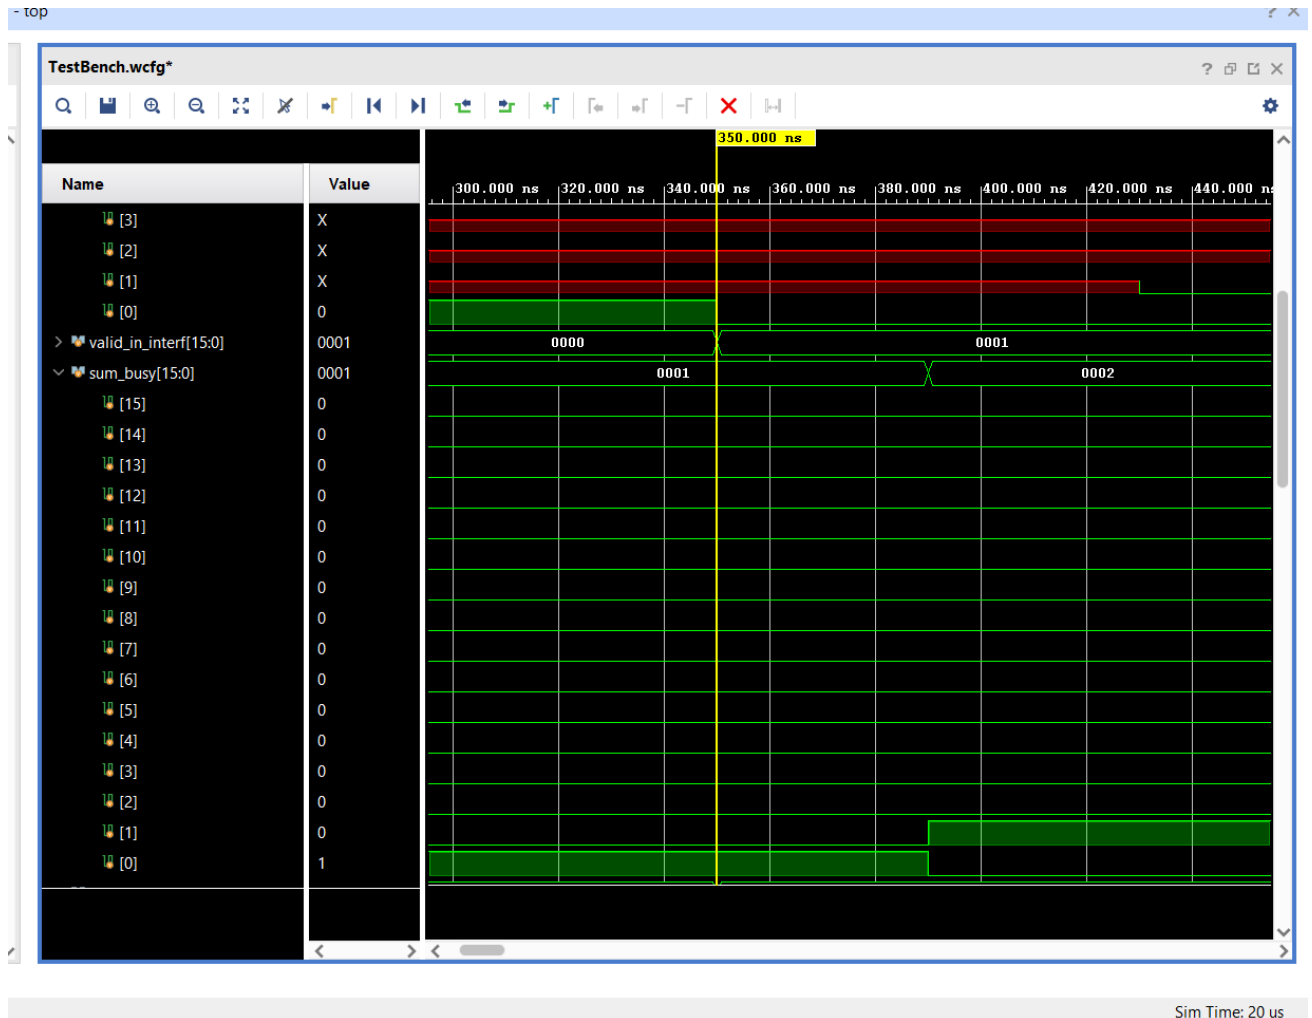 - top
TestBench.wcfg*
350.000 ns
Name Value 300.000 ns 320.000 ns 340.000 ns 360.000 ns 380.000 ns 400.000 ns 420.000 ns 440.000 n
[3] X
[2] X
[1] X
[0] 0
valid_in_interf[15:0] 0001 0000 0001
sum_busy[15:0] 0001 0001 0002
[15] 0
[14] 0
[13] 0
[12] 0
[11] 0
[10] 0
[9] 0
[8] 0
[7] 0
[6] 0
[5] 0
[4] 0
[3] 0
[2] 0
[1] 0
[0] 1
Sim Time: 20 us